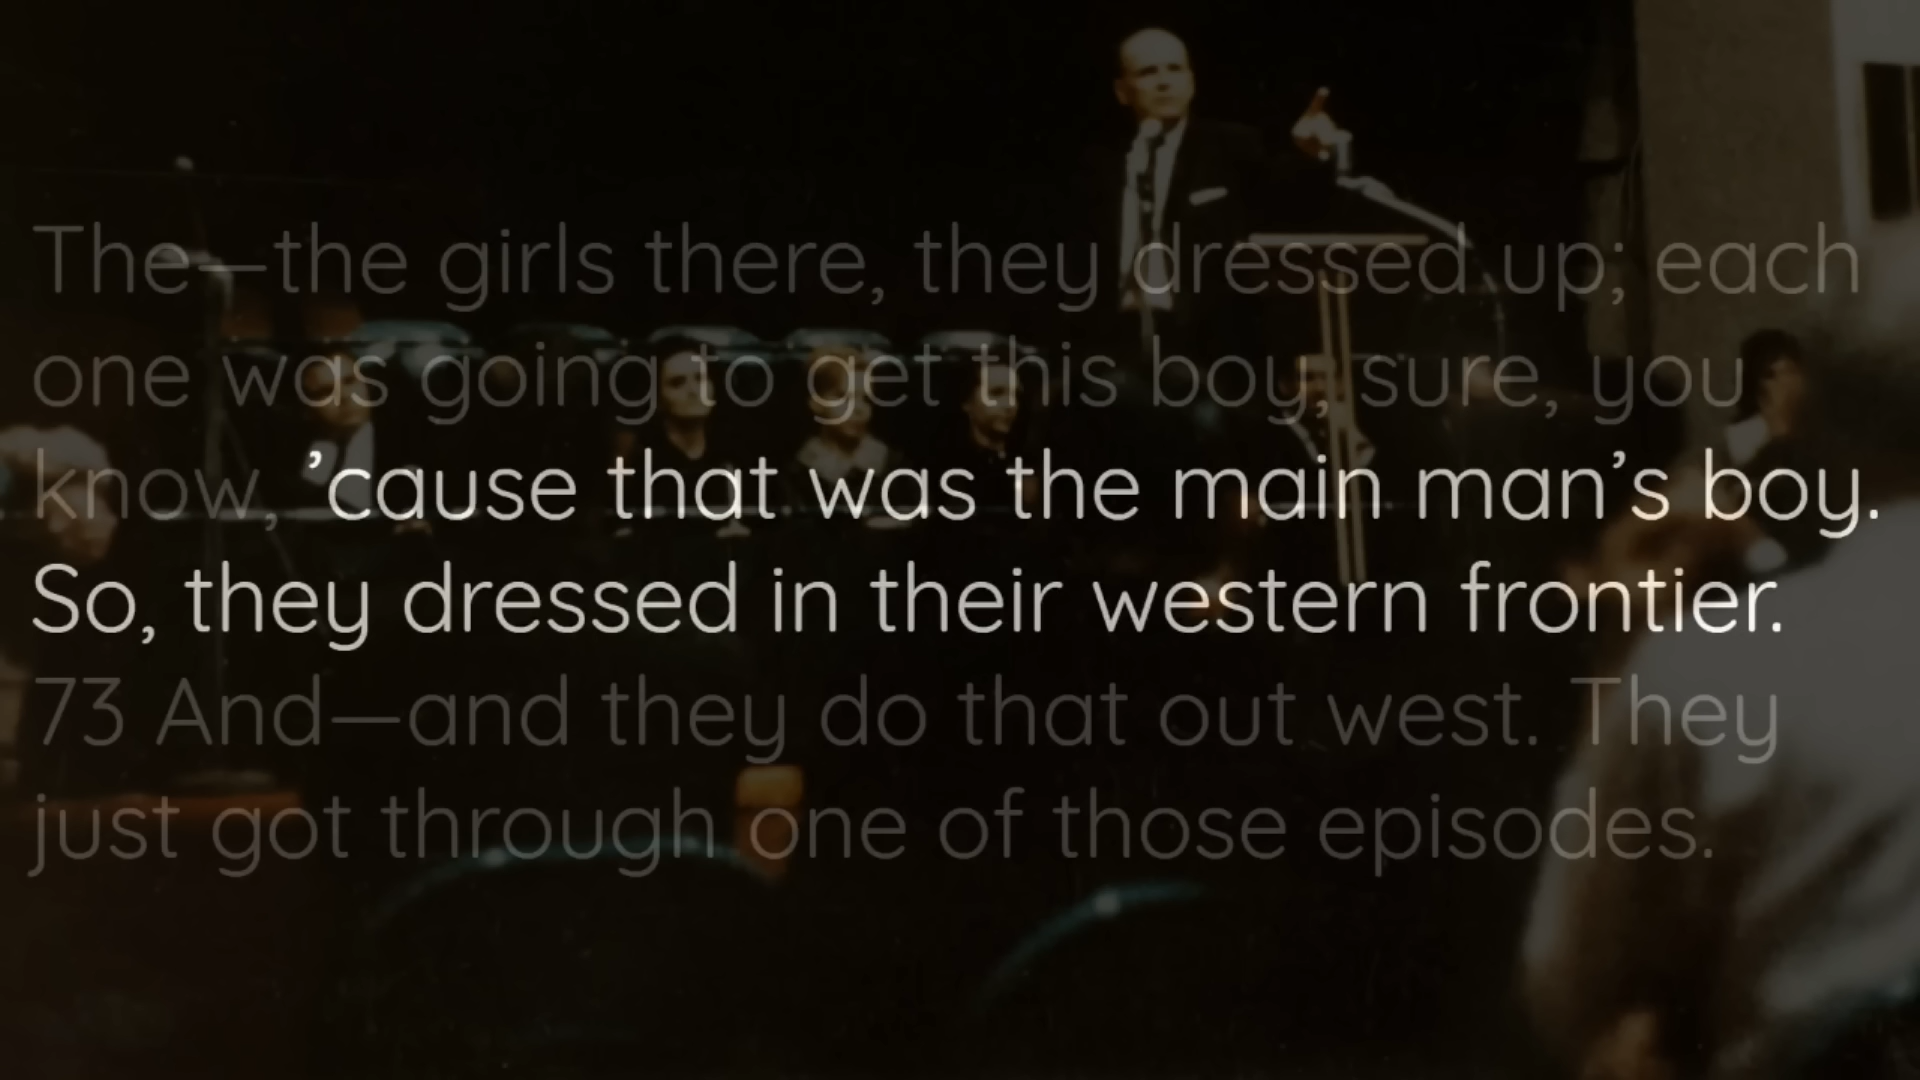 The—the girls there, they dressed up; each
one was going to get this boy, sure, you
know, ’cause that was the main man’s boy.
So, they dressed in their western frontier.
73 And—and they do that out west. They
just got through one of those episodes.